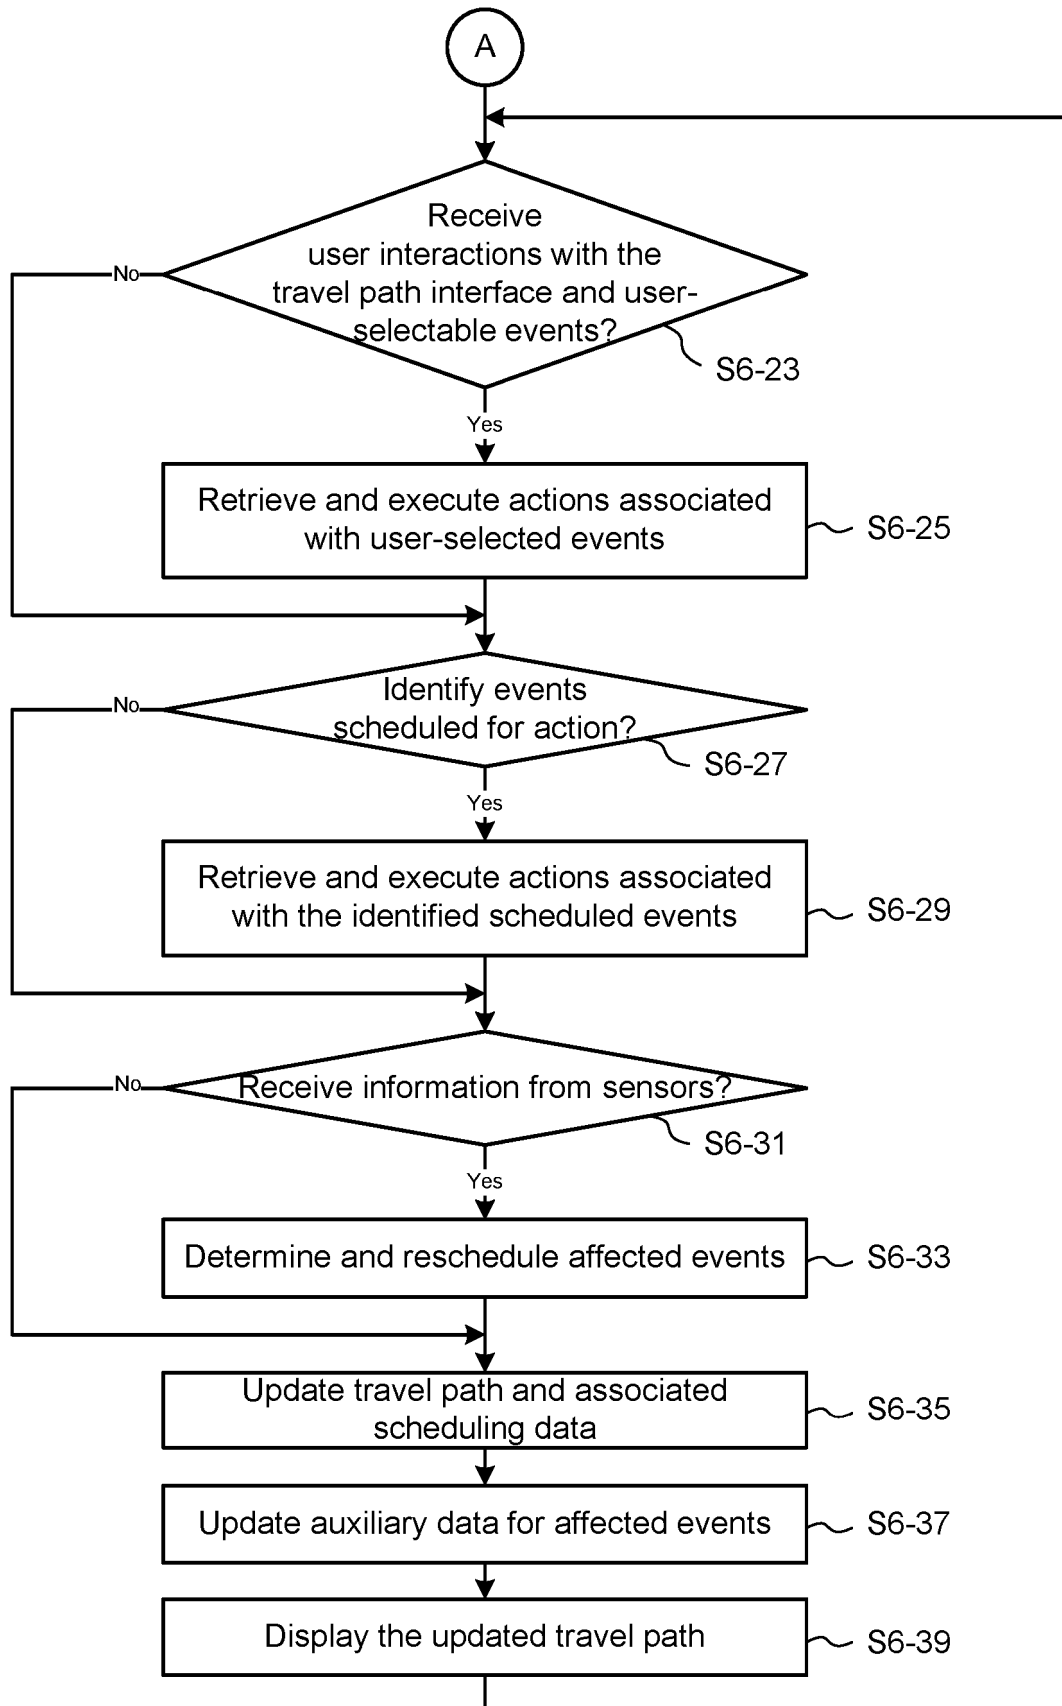 A
Receive
user interactions with the
travel path interface and user-
selectable events?
No
S6-23
Yes
Retrieve and execute actions associated
with user-selected events
S6-25
Identify events
scheduled for action?
No
S6-27
Yes
Retrieve and execute actions associated
with the identified scheduled events
S6-29
Receive information from sensors?
No
S6-31
Yes
Determine and reschedule affected events
S6-33
Update travel path and associated
scheduling data
S6-35
Update auxiliary data for affected events
S6-37
Display the updated travel path
S6-39